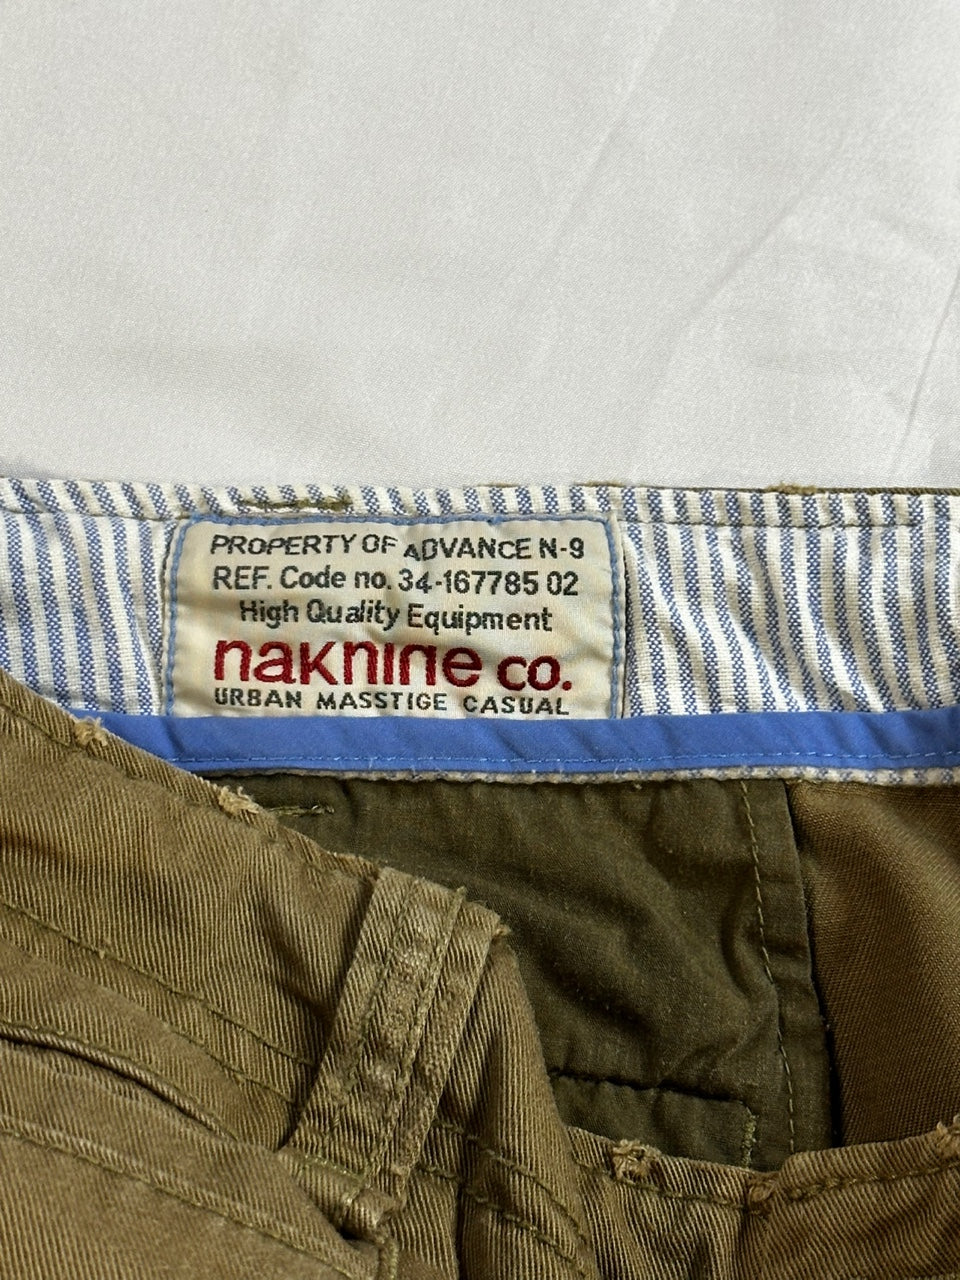 PROPERTY OF ADVANCE N-9
REF. Code no. 34-167785 02
High Quality Equipment
naknine co.
URBAN MASSTIGE CASUAL